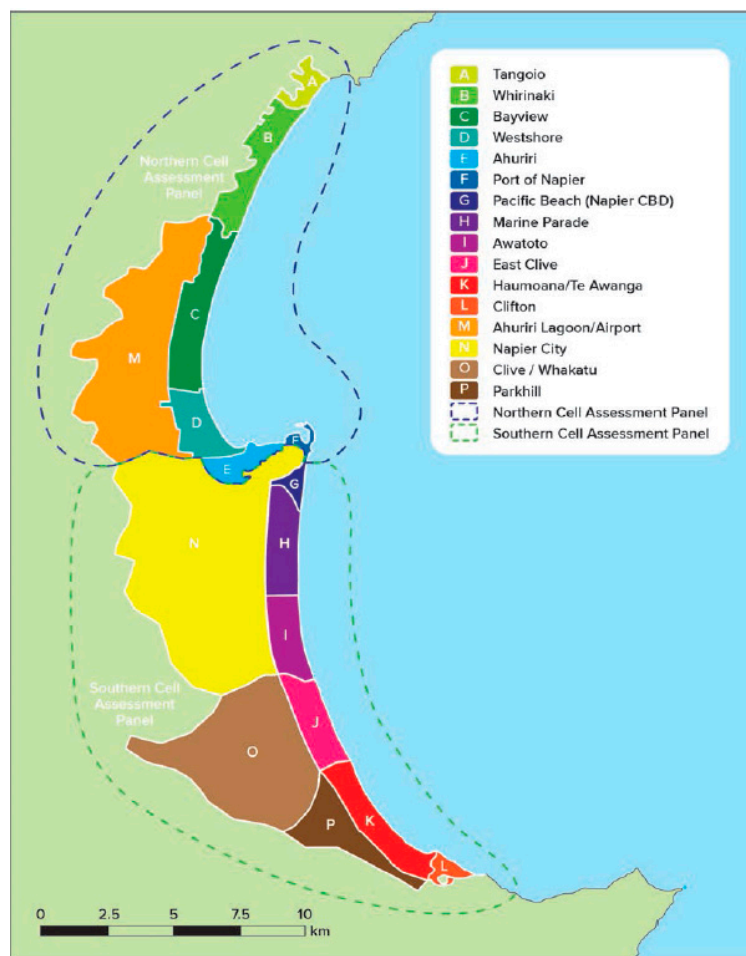 A Tangoio
B Whirinaki
C Bayview
D Westshore
E Ahuriri
F Port of Napier
G Pacific Beach (Napier CBD)
H Marine Parade
I Awatoto
J East Clive
K Haumoana/Te Awanga
L Clifton
M Ahuriri Lagoon/Airport
N Napier City
O Clive / Whakatu
P Parkhill
Northern Cell Assessment Panel
Southern Cell Assessment Panel
A
B
Northern Cell
Assessment
Panel
C
M
D
F
E
G
N
H
I
Southern Cell
Assessment
Panel
J
O
P
K
L
0 2.5 5 7.5 10
km